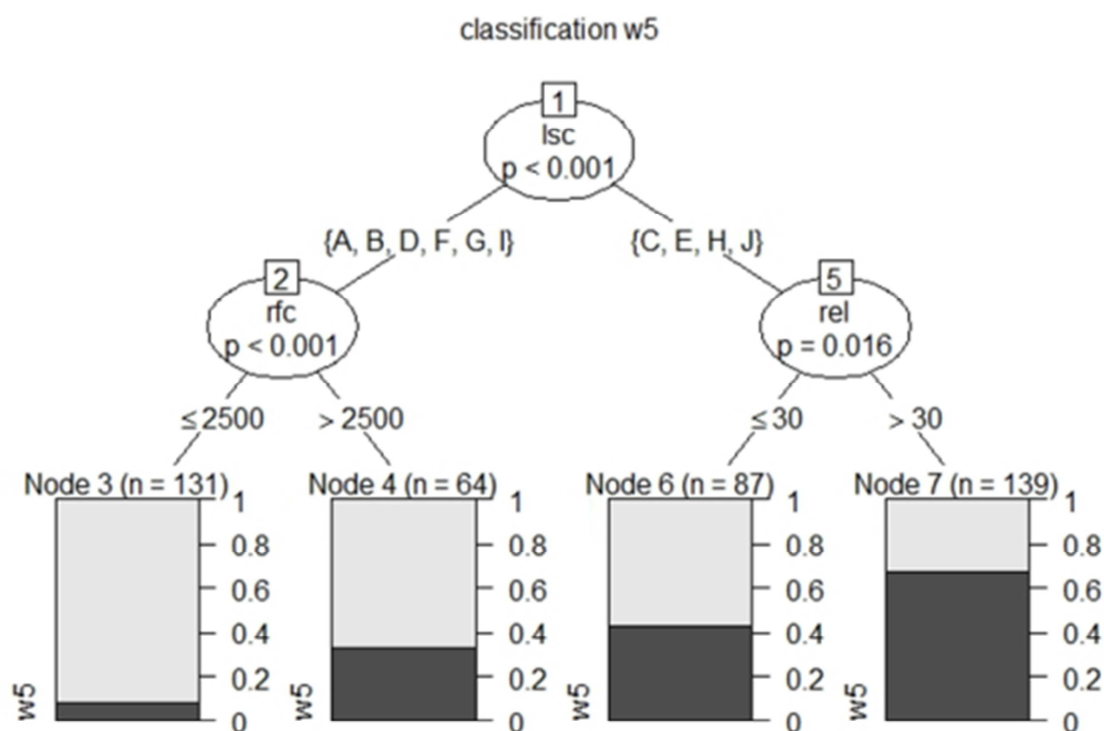 classification w5
1
lsc
p < 0.001
{A, B, D, F, G, I}
{C, E, H, J}
2
rfc
p < 0.001
5
rel
p = 0.016
≤ 2500
> 2500
≤ 30
> 30
Node 3 (n = 131)
Node 4 (n = 64)
Node 6 (n = 87)
Node 7 (n = 139)
w5
1
0.8
0.6
0.4
0.2
0
w5
1
0.8
0.6
0.4
0.2
0
w5
1
0.8
0.6
0.4
0.2
0
w5
1
0.8
0.6
0.4
0.2
0